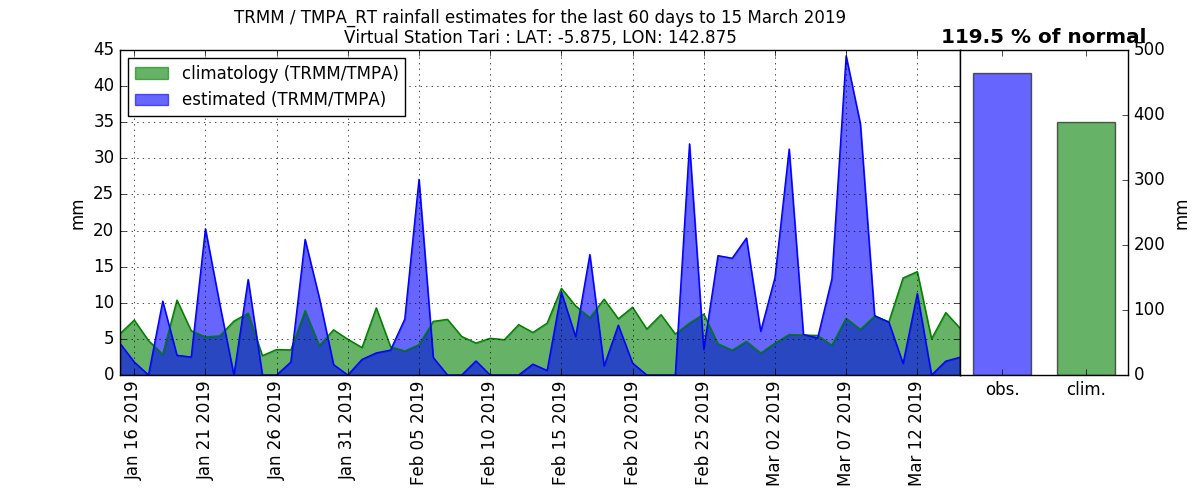 TRMM / TMPA_RT rainfall estimates for the last 60 days to 15 March 2019
Virtual Station Tari : LAT: -5.875, LON: 142.875
119.5 % of normal
climatology (TRMM/TMPA)
estimated (TRMM/TMPA)
mm
45
40
35
30
25
20
15
10
5
0
Jan 16 2019
Jan 21 2019
Jan 26 2019
Jan 31 2019
Feb 05 2019
Feb 10 2019
Feb 15 2019
Feb 20 2019
Feb 25 2019
Mar 02 2019
Mar 07 2019
Mar 12 2019
500
400
300
200
100
0
mm
obs.
clim.